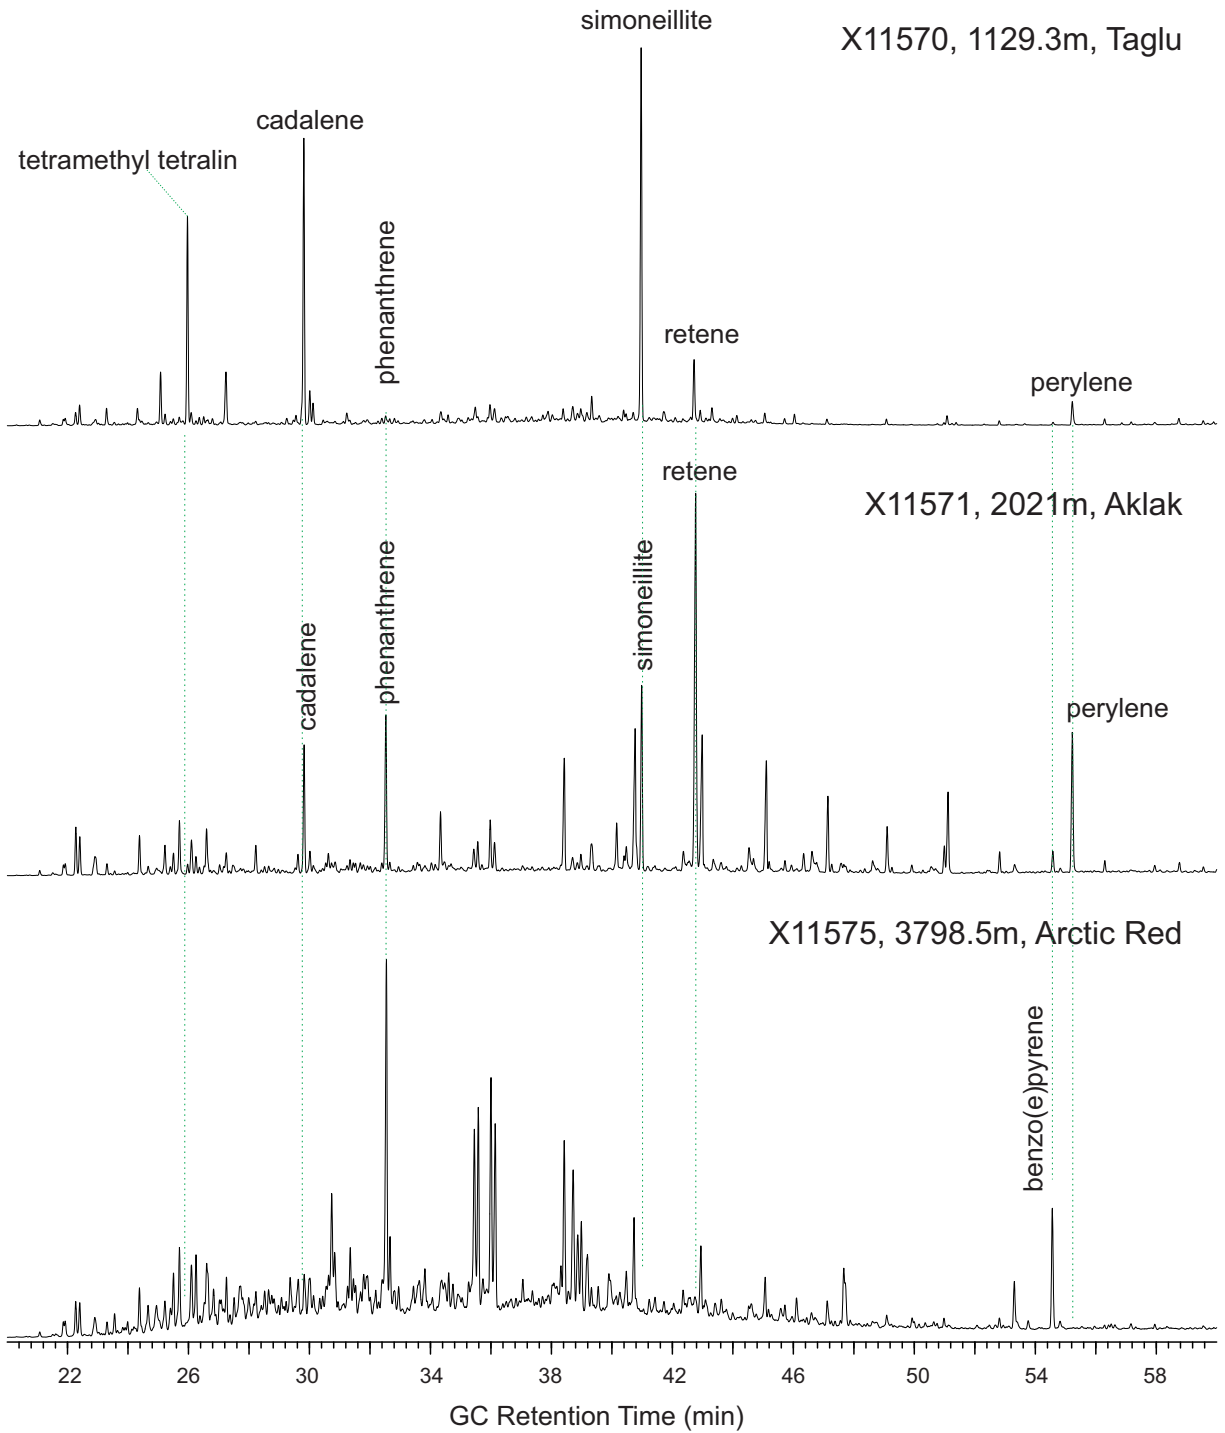 simoneillite
X11570, 1129.3m, Taglu
cadalene
tetramethyl tetralin
phenanthrene
retene
perylene
retene
X11571, 2021m, Aklak
cadalene
phenanthrene
simoneillite
perylene
X11575, 3798.5m, Arctic Red
benzo(e)pyrene
22 26 30 34 38 42 46 50 54 58
GC Retention Time (min)